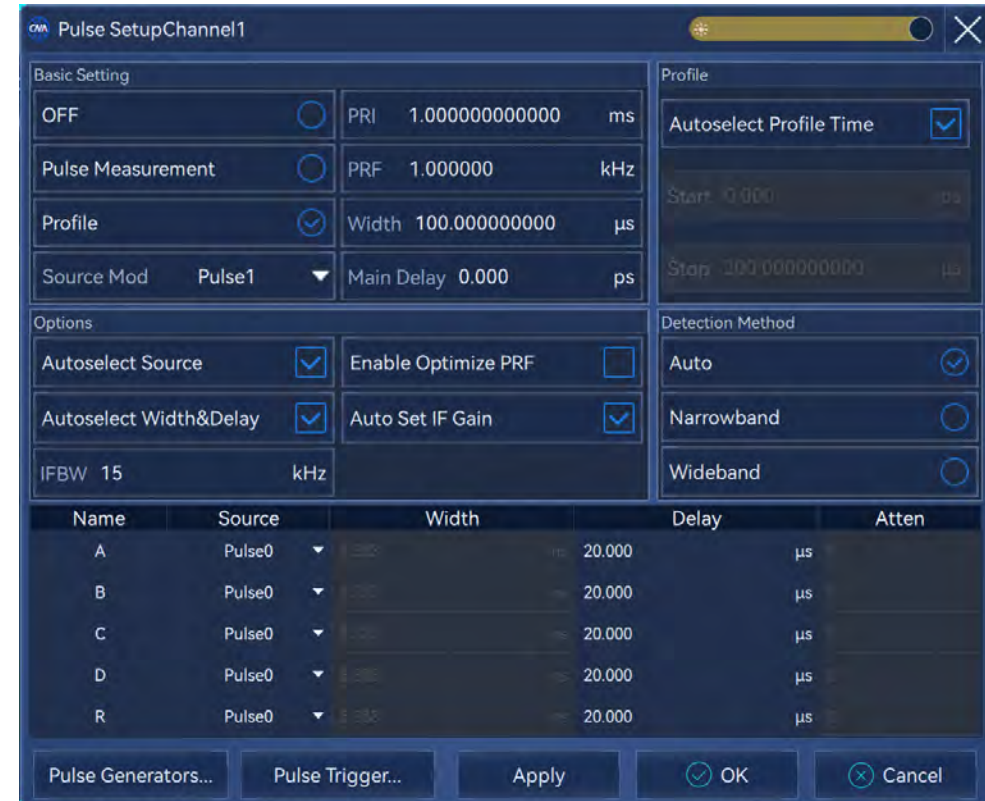 CNA Pulse SetupChannel1
Basic Setting
OFF
PRI 1.000000000000 ms
Pulse Measurement
PRF 1.000000 kHz
Profile
Width 100.000000000 μs
Source Mod Pulse1
Main Delay 0.000 ps
Profile
Autoselect Profile Time
Start 0.000 ps
Stop 200.000000000 μs
Options
Autoselect Source
Enable Optimize PRF
Autoselect Width&Delay
Auto Set IF Gain
IFBW 15 kHz
Detection Method
Auto
Narrowband
Wideband
Name Source Width Delay Atten
A Pulse0 20.000 μs
B Pulse0 20.000 μs
C Pulse0 20.000 μs
D Pulse0 20.000 μs
R Pulse0 20.000 μs
Pulse Generators... Pulse Trigger... Apply OK Cancel